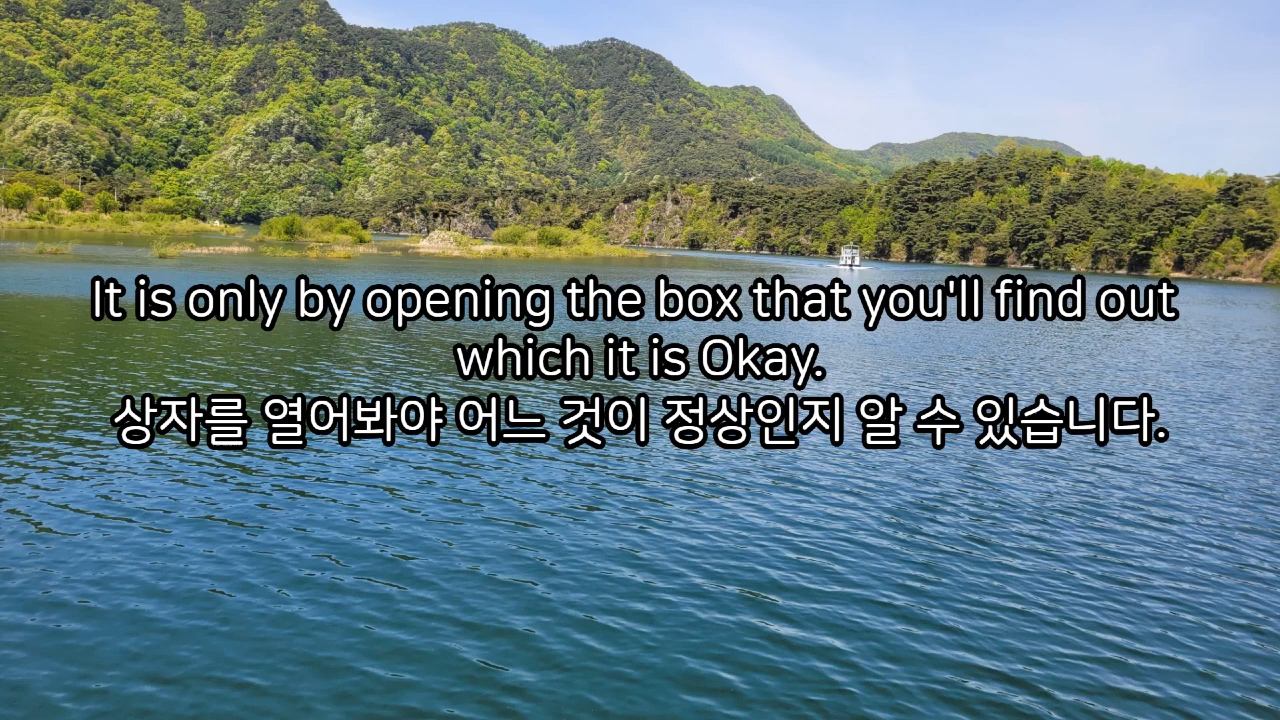 It is only by opening the box that you'll find out
which it is Okay.
상자를 열어봐야 어느 것이 정상인지 알 수 있습니다.